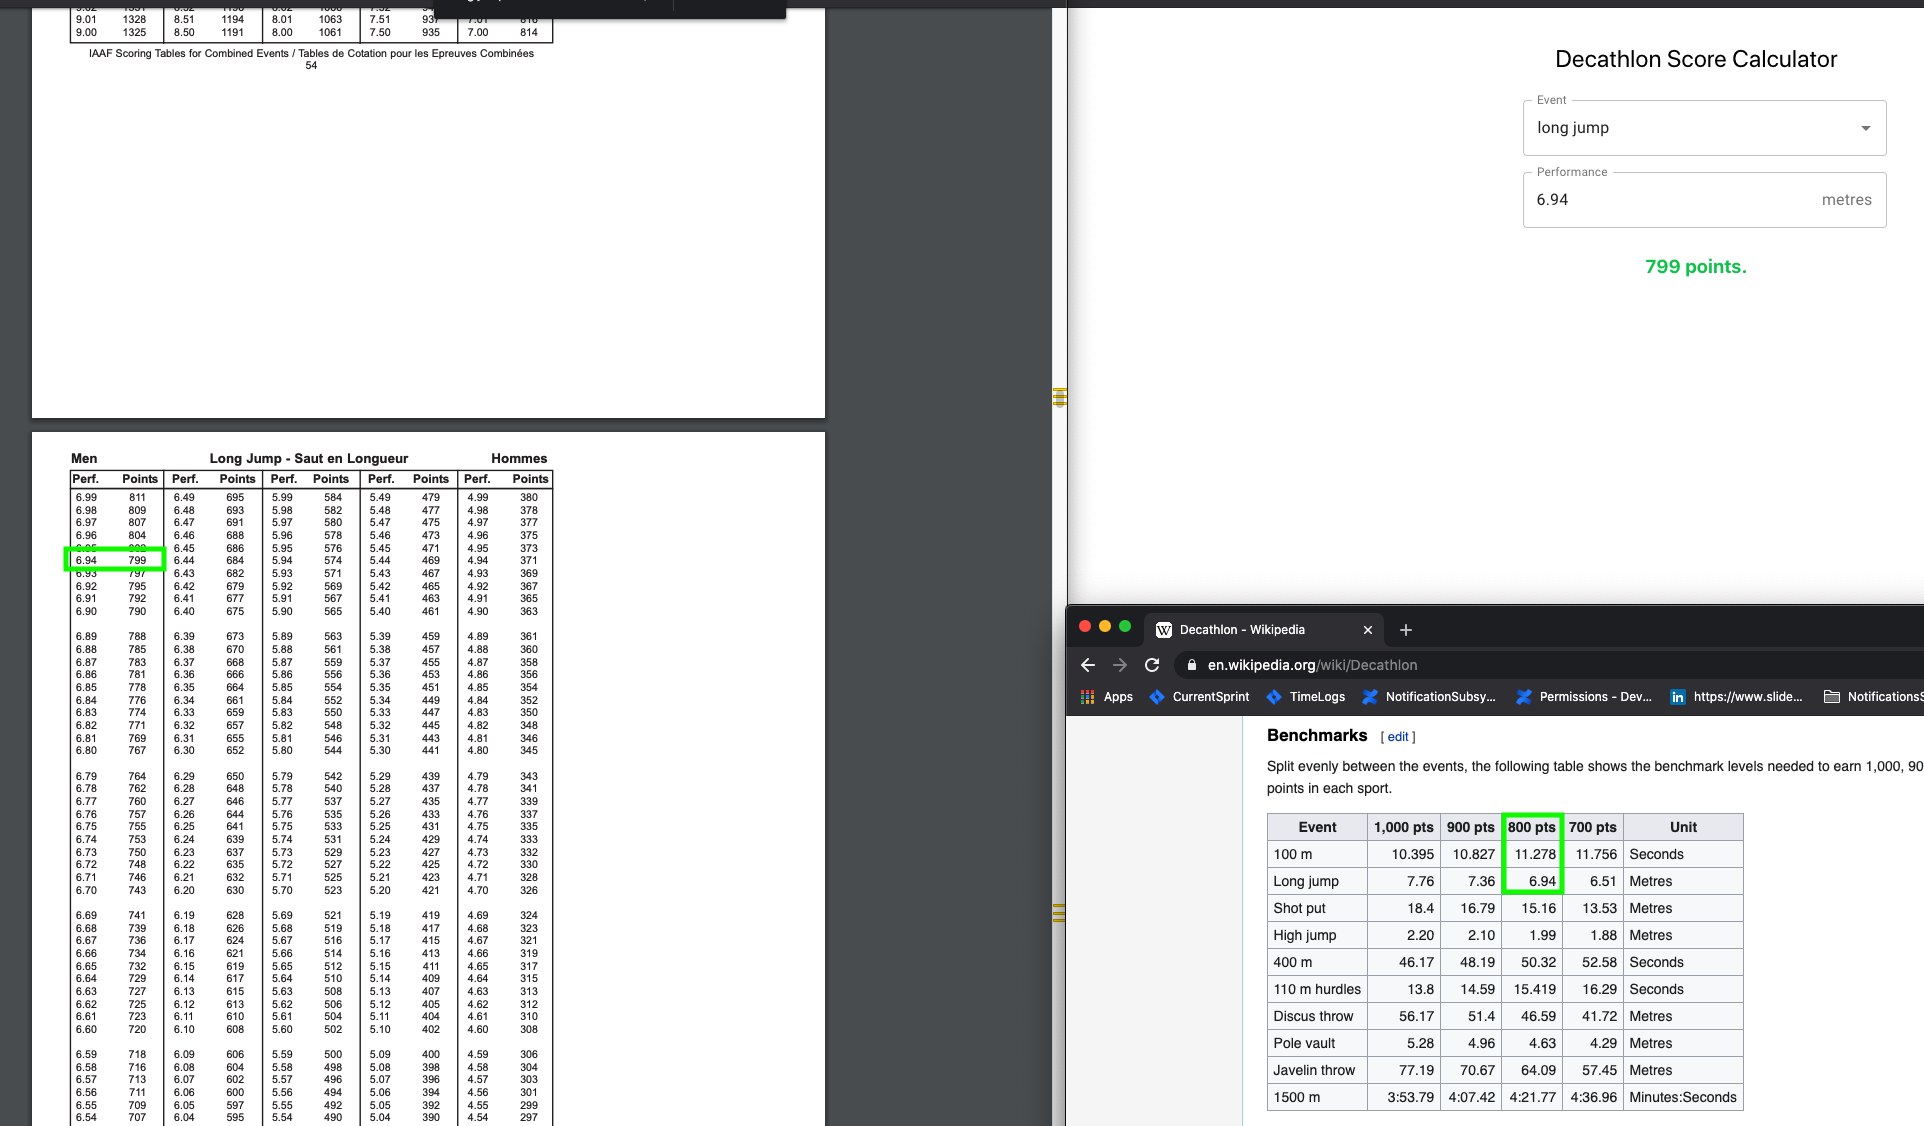 9.01 1328 8.51 1194 8.01 1063 7.51 937 7.01 816
9.00 1325 8.50 1191 8.00 1061 7.50 935 7.00 814
IAAF Scoring Tables for Combined Events / Tables de Cotation pour les Epreuves Combinées
54
Men Long Jump - Saut en Longueur Hommes
Perf. Points Perf. Points Perf. Points Perf. Points Perf. Points
6.99 811 6.49 695 5.99 584 5.49 479 4.99 380
6.98 809 6.48 693 5.98 582 5.48 477 4.98 378
6.97 807 6.47 691 5.97 580 5.47 475 4.97 377
6.96 804 6.46 688 5.96 578 5.46 473 4.96 375
6.95 802 6.45 686 5.95 576 5.45 471 4.95 373
6.94 799 6.44 684 5.94 574 5.44 469 4.94 371
6.93 797 6.43 682 5.93 571 5.43 467 4.93 369
6.92 795 6.42 679 5.92 569 5.42 465 4.92 367
6.91 792 6.41 677 5.91 567 5.41 463 4.91 365
6.90 790 6.40 675 5.90 565 5.40 461 4.90 363
6.89 788 6.39 673 5.89 563 5.39 459 4.89 361
6.88 785 6.38 670 5.88 561 5.38 457 4.88 360
6.87 783 6.37 668 5.87 559 5.37 455 4.87 358
6.86 781 6.36 666 5.86 556 5.36 453 4.86 356
6.85 778 6.35 664 5.85 554 5.35 451 4.85 354
6.84 776 6.34 661 5.84 552 5.34 449 4.84 352
6.83 774 6.33 659 5.83 550 5.33 447 4.83 350
6.82 771 6.32 657 5.82 548 5.32 445 4.82 348
6.81 769 6.31 655 5.81 546 5.31 443 4.81 346
6.80 767 6.30 652 5.80 544 5.30 441 4.80 345
6.79 764 6.29 650 5.79 542 5.29 439 4.79 343
6.78 762 6.28 648 5.78 540 5.28 437 4.78 341
6.77 760 6.27 646 5.77 537 5.27 435 4.77 339
6.76 757 6.26 644 5.76 535 5.26 433 4.76 337
6.75 755 6.25 641 5.75 533 5.25 431 4.75 335
6.74 753 6.24 639 5.74 531 5.24 429 4.74 333
6.73 750 6.23 637 5.73 529 5.23 427 4.73 332
6.72 748 6.22 635 5.72 527 5.22 425 4.72 330
6.71 746 6.21 632 5.71 525 5.21 423 4.71 328
6.70 743 6.20 630 5.70 523 5.20 421 4.70 326
6.69 741 6.19 628 5.69 521 5.19 419 4.69 324
6.68 739 6.18 626 5.68 519 5.18 417 4.68 323
6.67 736 6.17 624 5.67 516 5.17 415 4.67 321
6.66 734 6.16 621 5.66 514 5.16 413 4.66 319
6.65 732 6.15 619 5.65 512 5.15 411 4.65 317
6.64 729 6.14 617 5.64 510 5.14 409 4.64 315
6.63 727 6.13 615 5.63 508 5.13 407 4.63 313
6.62 725 6.12 613 5.62 506 5.12 405 4.62 312
6.61 723 6.11 610 5.61 504 5.11 404 4.61 310
6.60 720 6.10 608 5.60 502 5.10 402 4.60 308
6.59 718 6.09 606 5.59 500 5.09 400 4.59 306
6.58 716 6.08 604 5.58 498 5.08 398 4.58 304
6.57 713 6.07 602 5.57 496 5.07 396 4.57 303
6.56 711 6.06 600 5.56 494 5.06 394 4.56 301
6.55 709 6.05 597 5.55 492 5.05 392 4.55 299
6.54 707 6.04 595 5.54 490 5.04 390 4.54 297
Decathlon Score Calculator
Event
long jump
Performance
6.94 metres
799 points.
Decathlon - Wikipedia
en.wikipedia.org/wiki/Decathlon
Apps CurrentSprint TimeLogs NotificationSubsy... Permissions - Dev... https://www.slide... NotificationsS
Benchmarks [ edit ]
Split evenly between the events, the following table shows the benchmark levels needed to earn 1,000, 90
points in each sport.
Event 1,000 pts 900 pts 800 pts 700 pts Unit
100 m 10.395 10.827 11.278 11.756 Seconds
Long jump 7.76 7.36 6.94 6.51 Metres
Shot put 18.4 16.79 15.16 13.53 Metres
High jump 2.20 2.10 1.99 1.88 Metres
400 m 46.17 48.19 50.32 52.58 Seconds
110 m hurdles 13.8 14.59 15.419 16.29 Seconds
Discus throw 56.17 51.4 46.59 41.72 Metres
Pole vault 5.28 4.96 4.63 4.29 Metres
Javelin throw 77.19 70.67 64.09 57.45 Metres
1500 m 3:53.79 4:07.42 4:21.77 4:36.96 Minutes:Seconds